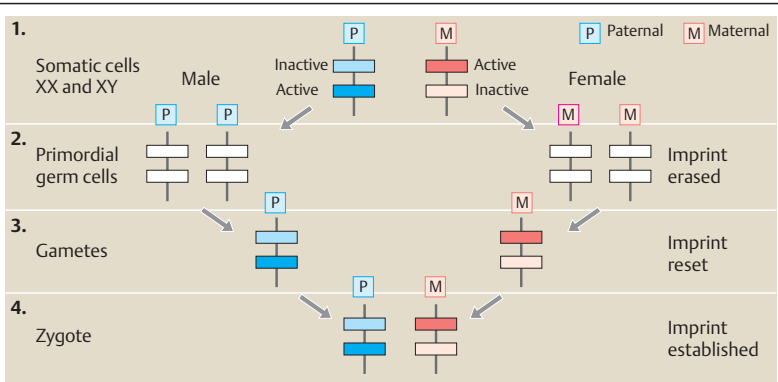 1.
P
M
P Paternal
M Maternal
Somatic cells
XX and XY
Male
Inactive
Active
Active
Inactive
Female
P
P
M
M
2.
Primordial
germ cells
Imprint
erased
3.
P
M
Gametes
Imprint
reset
4.
P
M
Zygote
Imprint
established